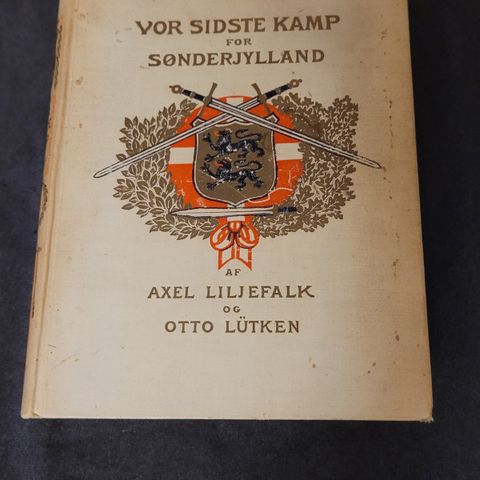 VOR SIDSTE KAMP
FOR
SØNDERJYLLAND
AF
AXEL LILJEFALK
OG
OTTO LÜTKEN